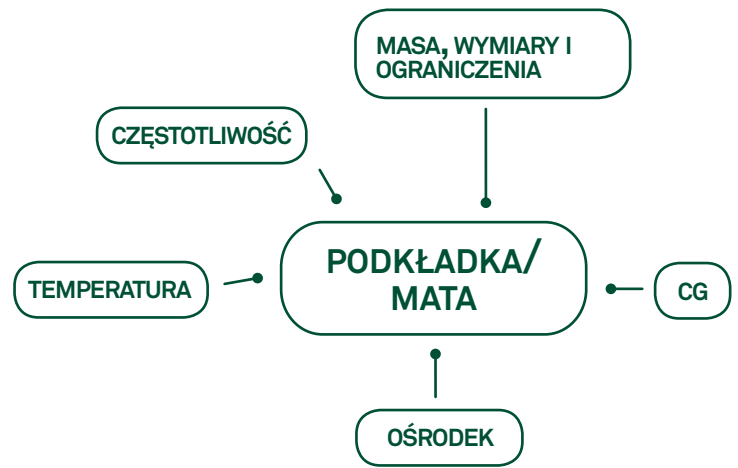 MASA, WYMIARY I
OGRANICZENIA
CZĘSTOTLIWOŚĆ
PODKŁADKA/
MATA
TEMPERATURA
CG
OŚRODEK